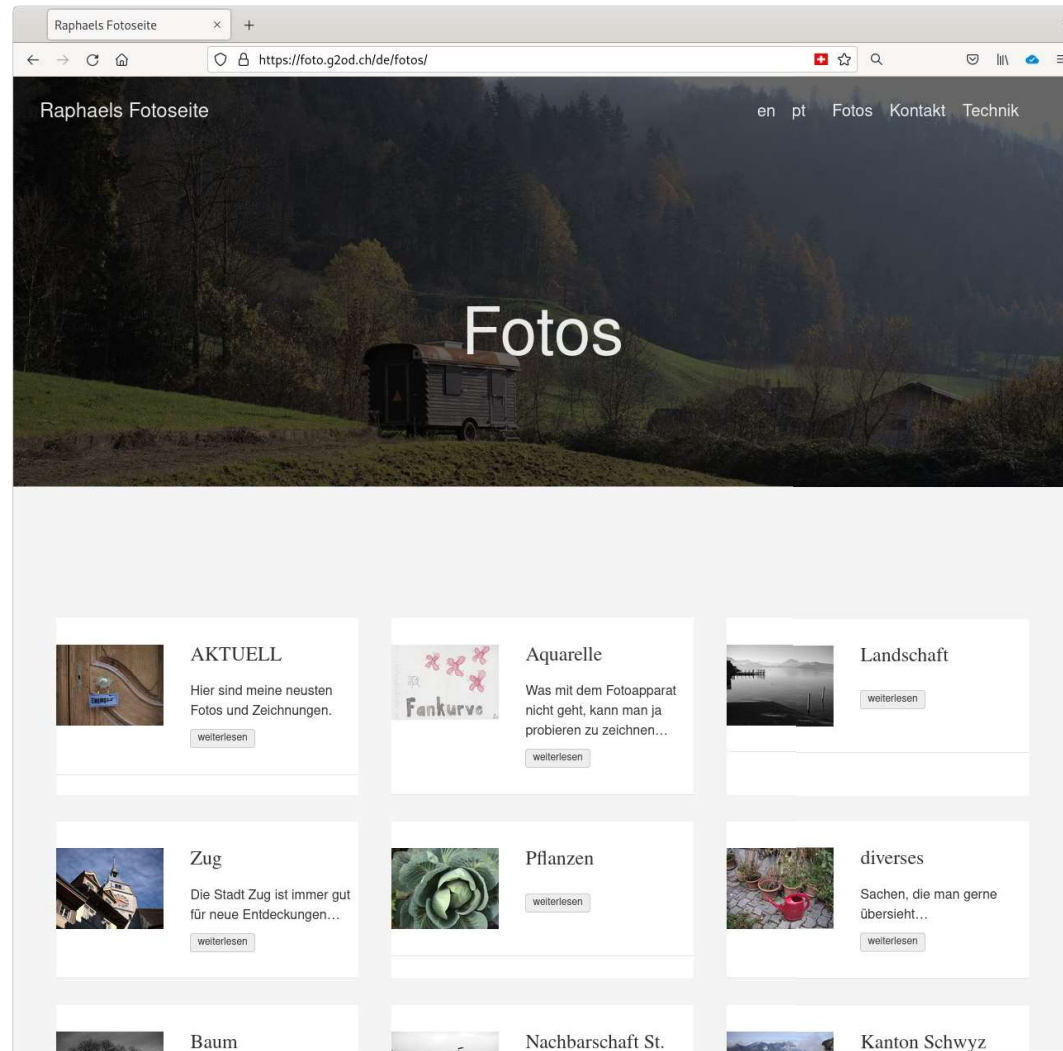 Raphaels Fotoseite
https://foto.g2od.ch/de/fotos/
Raphaels Fotoseite
en pt Fotos Kontakt Technik
Fotos
AKTUELL
Hier sind meine neusten
Fotos und Zeichnungen.
weiterlesen
Fankurve
Aquarelle
Was mit dem Fotoapparat
nicht geht, kann man ja
probieren zu zeichnen…
weiterlesen
Landschaft
weiterlesen
Zug
Die Stadt Zug ist immer gut
für neue Entdeckungen…
weiterlesen
Pflanzen
weiterlesen
diverses
Sachen, die man gerne
übersieht…
weiterlesen
Baum
Nachbarschaft St.
Kanton Schwyz